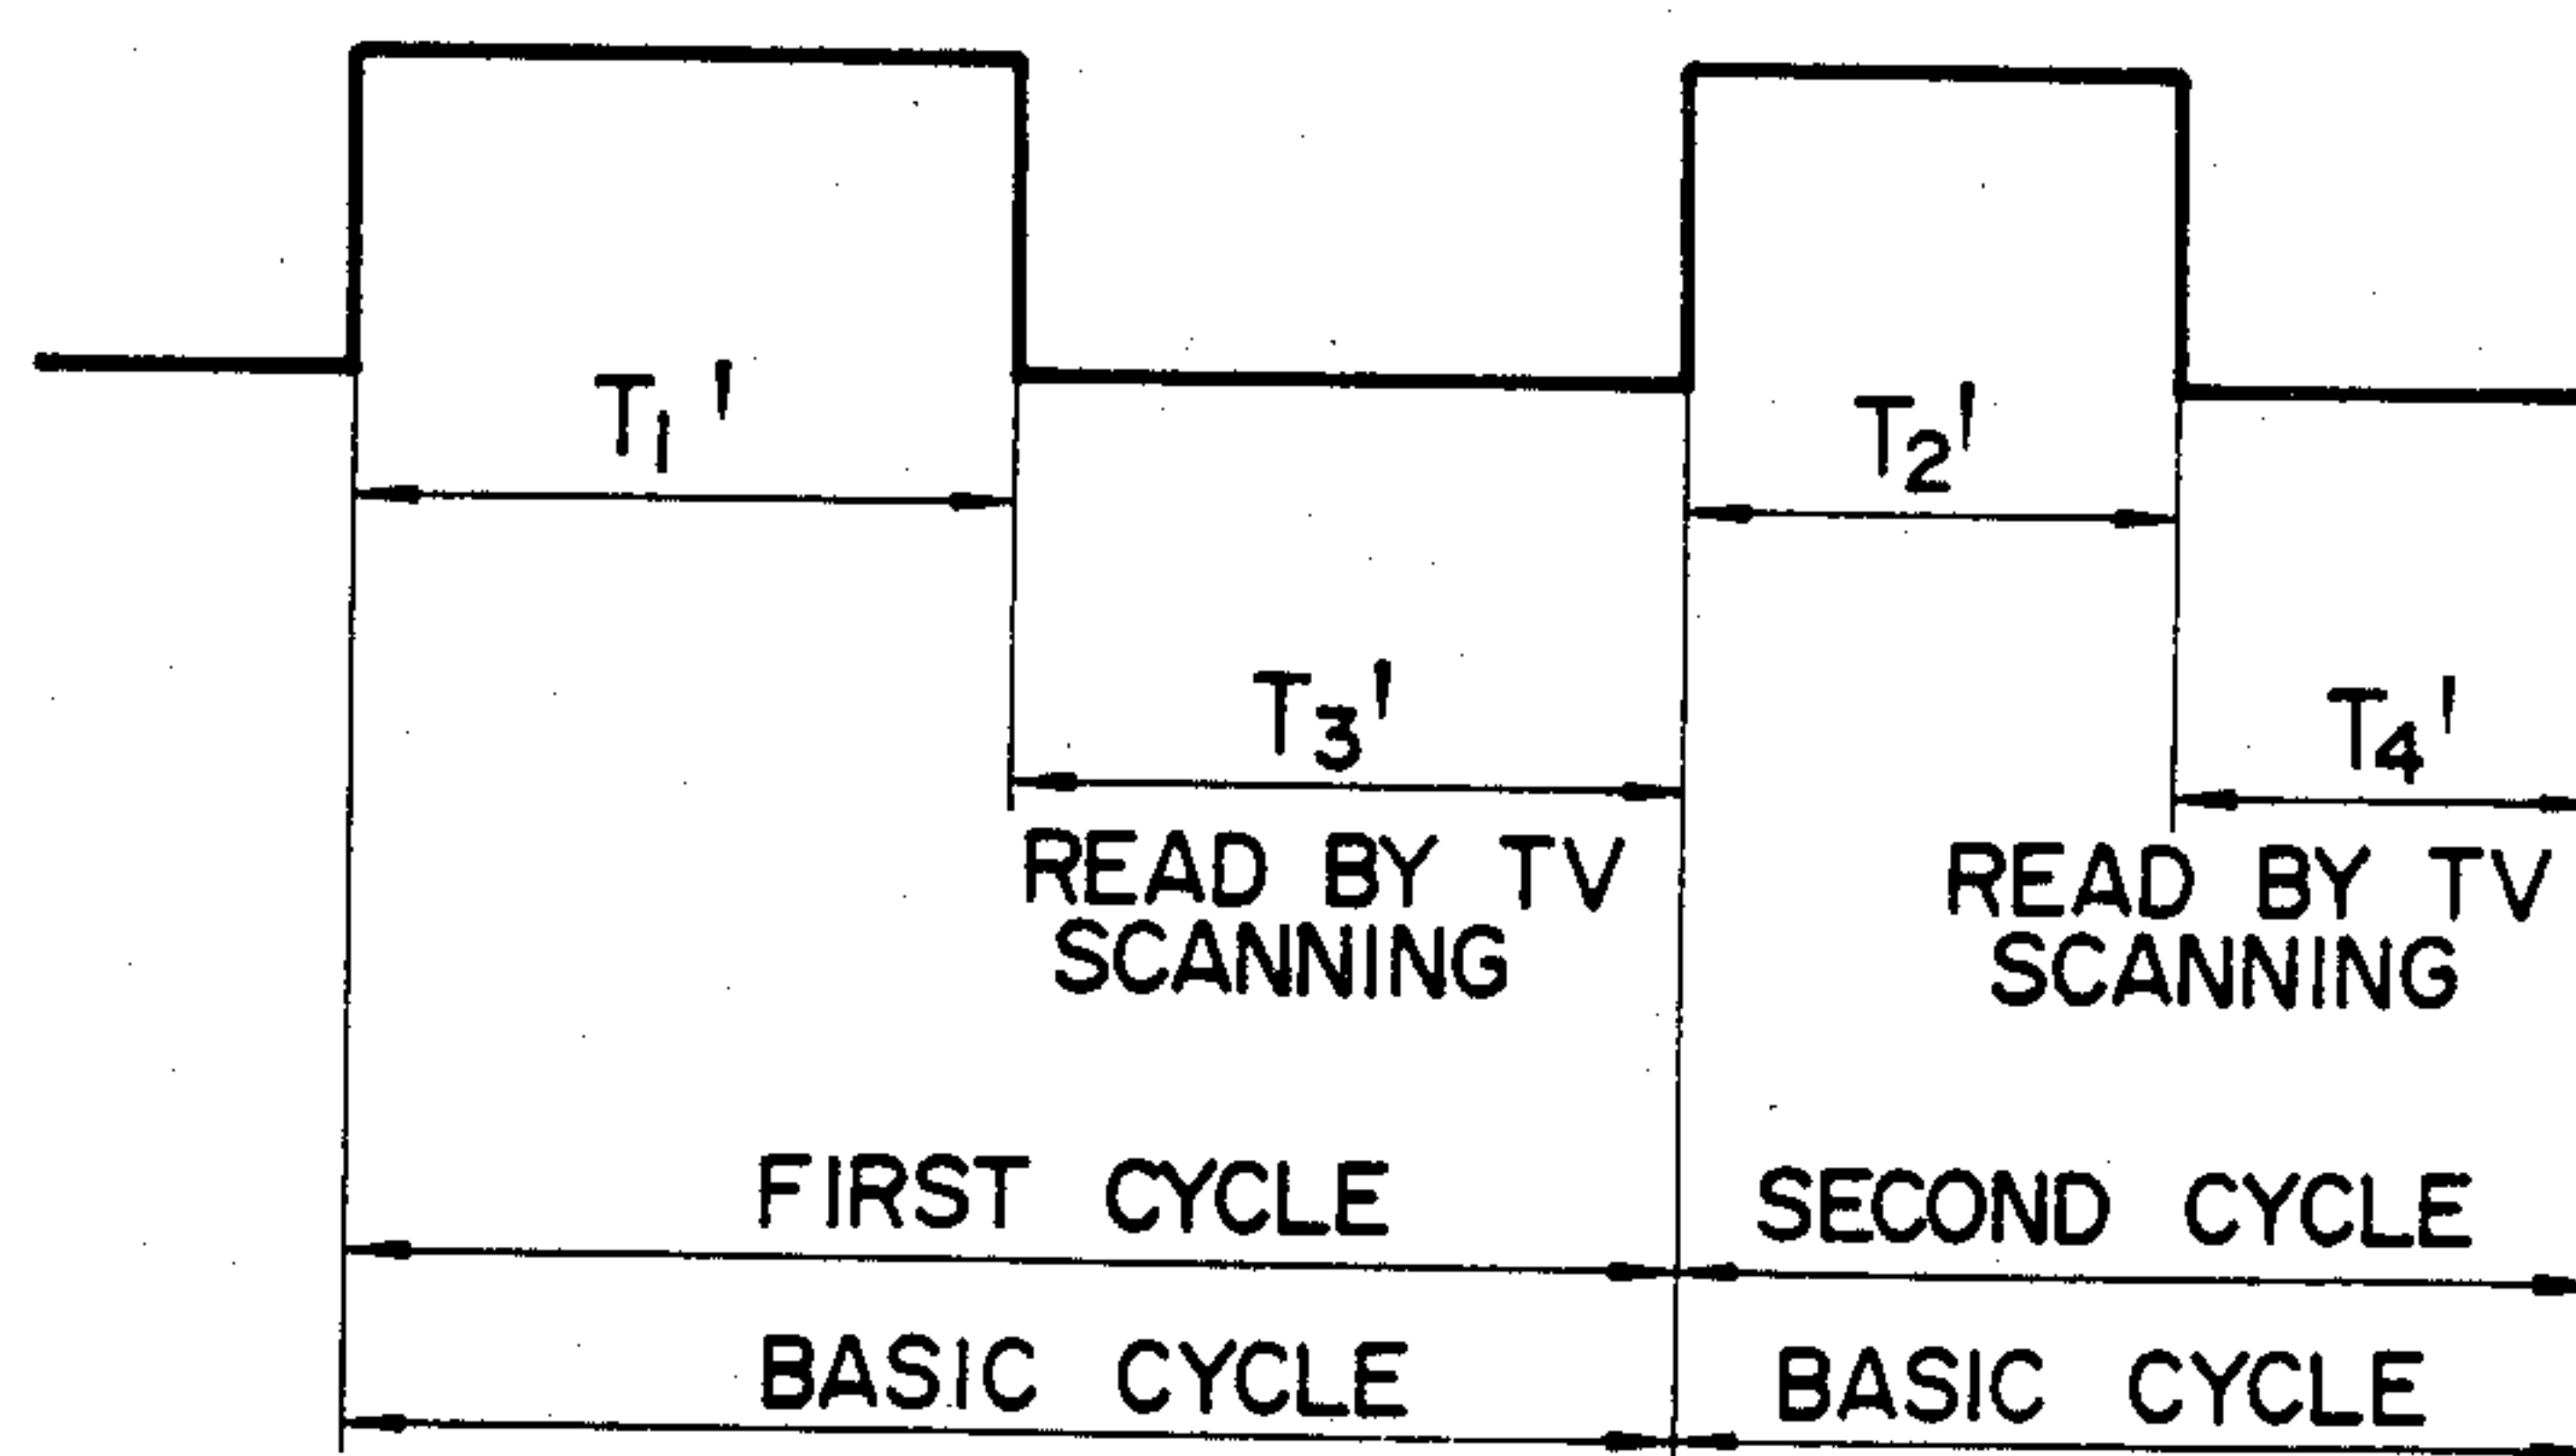 T₁'
T₂'
T₃'
T₄'
READ BY TV
SCANNING
READ BY TV
SCANNING
FIRST CYCLE
SECOND CYCLE
BASIC CYCLE
BASIC CYCLE